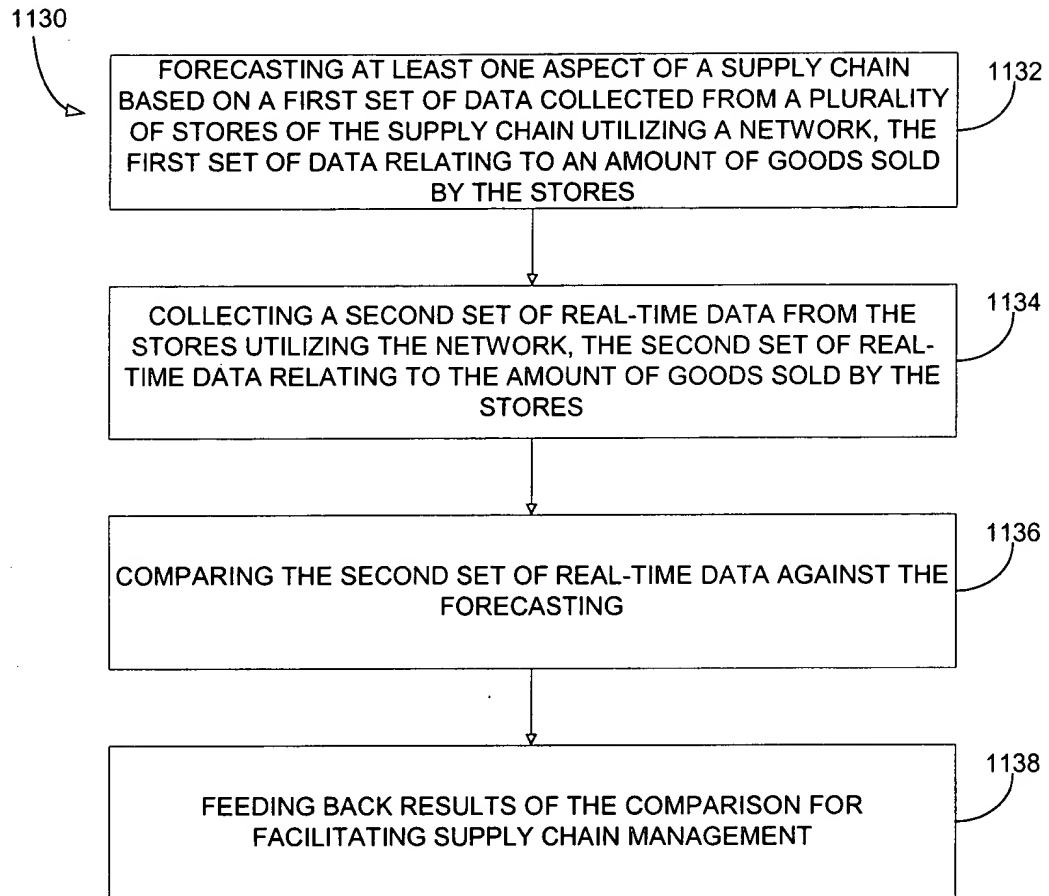 1130
FORECASTING AT LEAST ONE ASPECT OF A SUPPLY CHAIN
BASED ON A FIRST SET OF DATA COLLECTED FROM A PLURALITY
OF STORES OF THE SUPPLY CHAIN UTILIZING A NETWORK, THE
FIRST SET OF DATA RELATING TO AN AMOUNT OF GOODS SOLD
BY THE STORES
1132
COLLECTING A SECOND SET OF REAL-TIME DATA FROM THE
STORES UTILIZING THE NETWORK, THE SECOND SET OF REAL-
TIME DATA RELATING TO THE AMOUNT OF GOODS SOLD BY THE
STORES
1134
COMPARING THE SECOND SET OF REAL-TIME DATA AGAINST THE
FORECASTING
1136
FEEDING BACK RESULTS OF THE COMPARISON FOR
FACILITATING SUPPLY CHAIN MANAGEMENT
1138